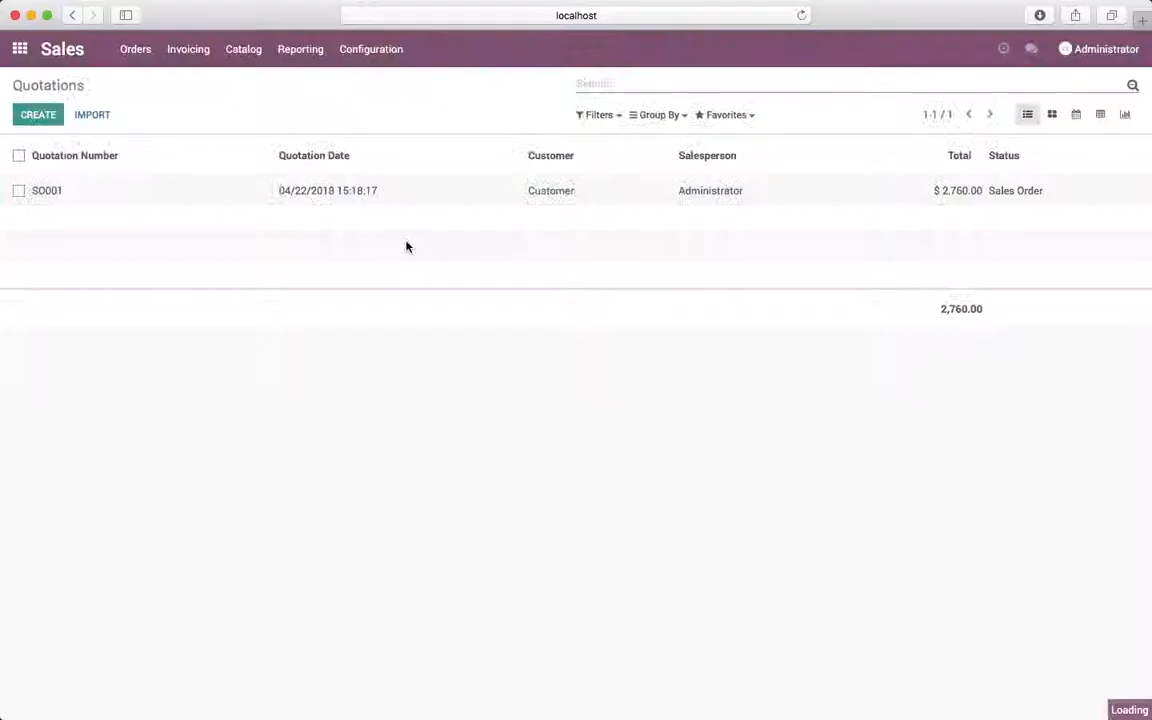 localhost
Sales Orders Invoicing Catalog Reporting Configuration Administrator
Quotations Search...
CREATE IMPORT Filters Group By Favorites 1-1 / 1
Quotation Number Quotation Date Customer Salesperson Total Status
SO001 04/22/2018 15:18:17 Customer Administrator $ 2,760.00 Sales Order
2,760.00
Loading